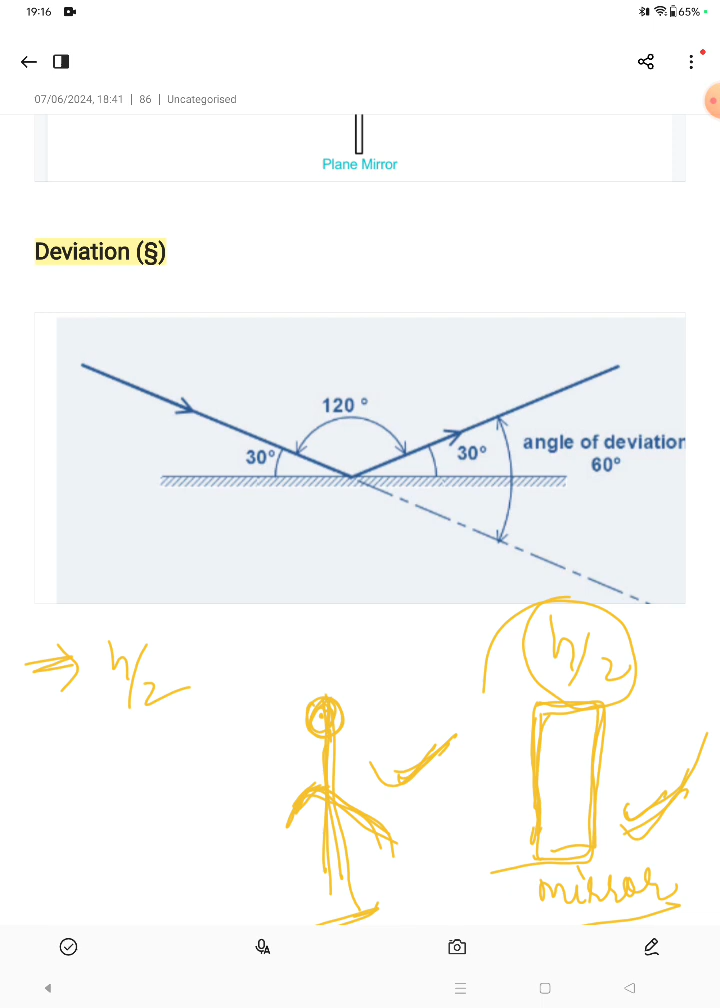 19:16
65%
07/06/2024, 18:41 | 86 | Uncategorised
Plane Mirror
Deviation (§)
120 °
30°
30°
angle of deviation
60°
⇒ h/2
h/2
mirror